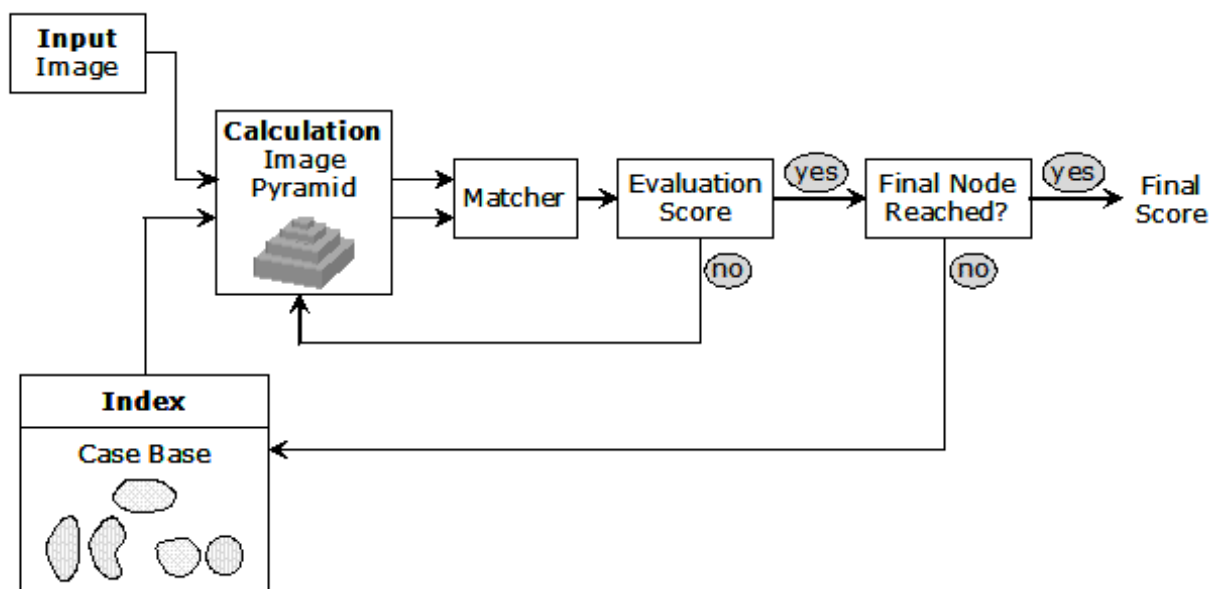 Input
Image
Calculation
Image
Pyramid
Matcher
Evaluation
Score
yes
no
Final Node
Reached?
yes
no
Final
Score
Index
Case Base